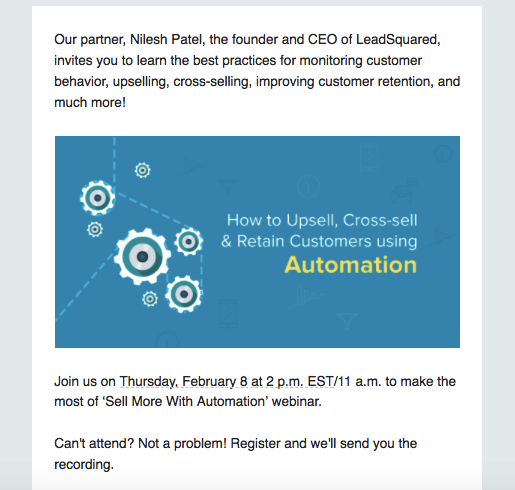 Our partner, Nilesh Patel, the founder and CEO of LeadSquared,
invites you to learn the best practices for monitoring customer
behavior, upselling, cross-selling, improving customer retention, and
much more!
How to Upsell, Cross-sell
& Retain Customers using
Automation
Join us on Thursday, February 8 at 2 p.m. EST/11 a.m. to make the
most of ‘Sell More With Automation’ webinar.
Can't attend? Not a problem! Register and we'll send you the
recording.